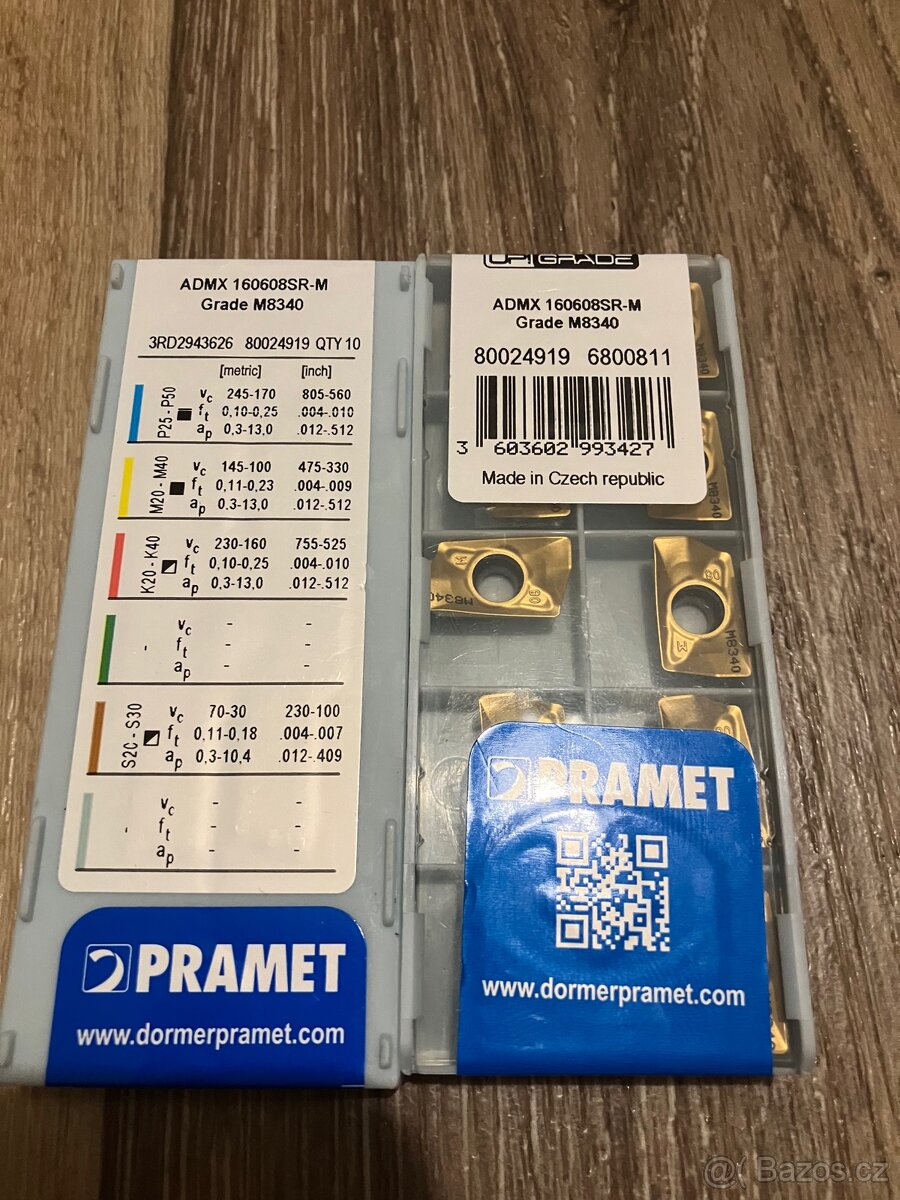 ADMX 160608SR-M
Grade M8340
3RD2943626 80024919 QTY 10
[metric] [inch]
P25 - P50
vc 245-170 805-560
ft 0,10-0,25 .004-.010
ap 0,3-13,0 .012-.512
M20 - M40
vc 145-100 475-330
ft 0,11-0,23 .004-.009
ap 0,3-13,0 .012-.512
K20 - K40
vc 230-160 755-525
ft 0,10-0,25 .004-.010
ap 0,3-13,0 .012-.512
vc - -
ft - -
ap - -
S20 - S30
vc 70-30 230-100
ft 0,11-0,18 .004-.007
ap 0,3-10,4 .012-.409
vc - -
ft - -
ap - -
PRAMET
www.dormerpramet.com
UP!GRADE
ADMX 160608SR-M
Grade M8340
80024919 6800811
3 603602 993427
Made in Czech republic
M8340
M8340
M
08
M8340
08
M
M8340
PRAMET
www.dormerpramet.com
@( Bazos.cz